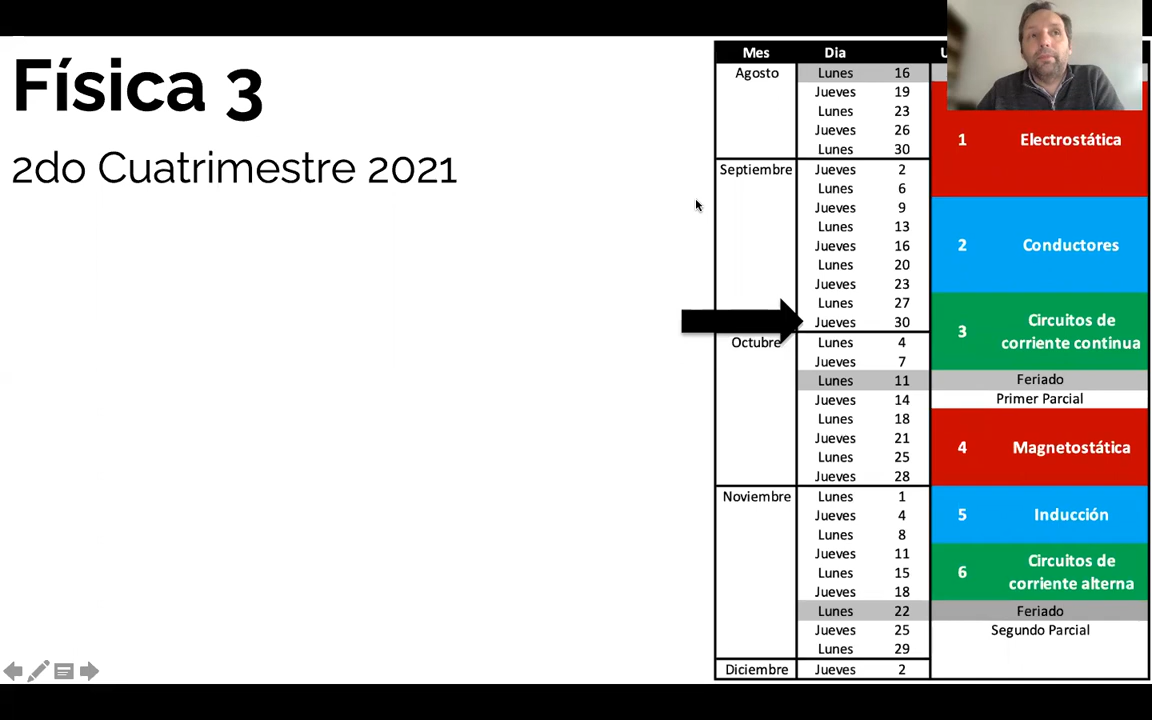 Física 3
2do Cuatrimestre 2021
Mes Dia
Agosto Lunes 16
Jueves 19
Lunes 23
Jueves 26
Lunes 30
1 Electrostática
Septiembre Jueves 2
Lunes 6
Jueves 9
Lunes 13
Jueves 16
Lunes 20
Jueves 23
2 Conductores
Lunes 27
Jueves 30
Octubre Lunes 4
Jueves 7
3 Circuitos de
corriente continua
Lunes 11 Feriado
Jueves 14 Primer Parcial
Lunes 18
Jueves 21
Lunes 25
Jueves 28
4 Magnetostática
Noviembre Lunes 1
Jueves 4
Lunes 8
5 Inducción
Jueves 11
Lunes 15
Jueves 18
6 Circuitos de
corriente alterna
Lunes 22 Feriado
Jueves 25 Segundo Parcial
Lunes 29
Diciembre Jueves 2